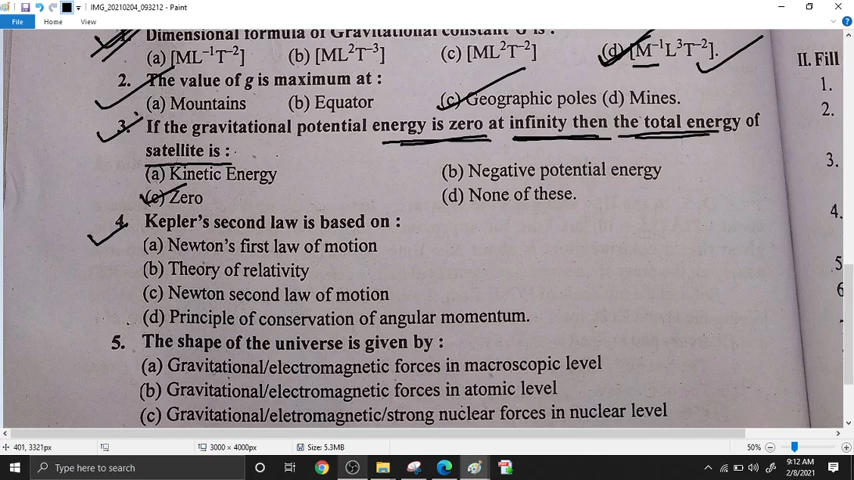 IMG_20210204_093212 - Paint
File Home View
Dimensional formula of Gravitational constant G is :
(a) [ML⁻¹T⁻²] (b) [ML²T⁻³] (c) [ML²T⁻²] (d) [M⁻¹L³T⁻²].
2. The value of g is maximum at :
(a) Mountains (b) Equator (c) Geographic poles (d) Mines.
3. If the gravitational potential energy is zero at infinity then the total energy of
satellite is :
(a) Kinetic Energy (b) Negative potential energy
(c) Zero (d) None of these.
4. Kepler's second law is based on :
(a) Newton's first law of motion
(b) Theory of relativity
(c) Newton second law of motion
(d) Principle of conservation of angular momentum.
5. The shape of the universe is given by :
(a) Gravitational/electromagnetic forces in macroscopic level
(b) Gravitational/electromagnetic forces in atomic level
(c) Gravitational/eletromagnetic/strong nuclear forces in nuclear level
II. Fill
1.
2.
3.
4.
5
6
401, 3321px 3000 × 4000px Size: 5.3MB 50%
Type here to search 9:12 AM
2/8/2021